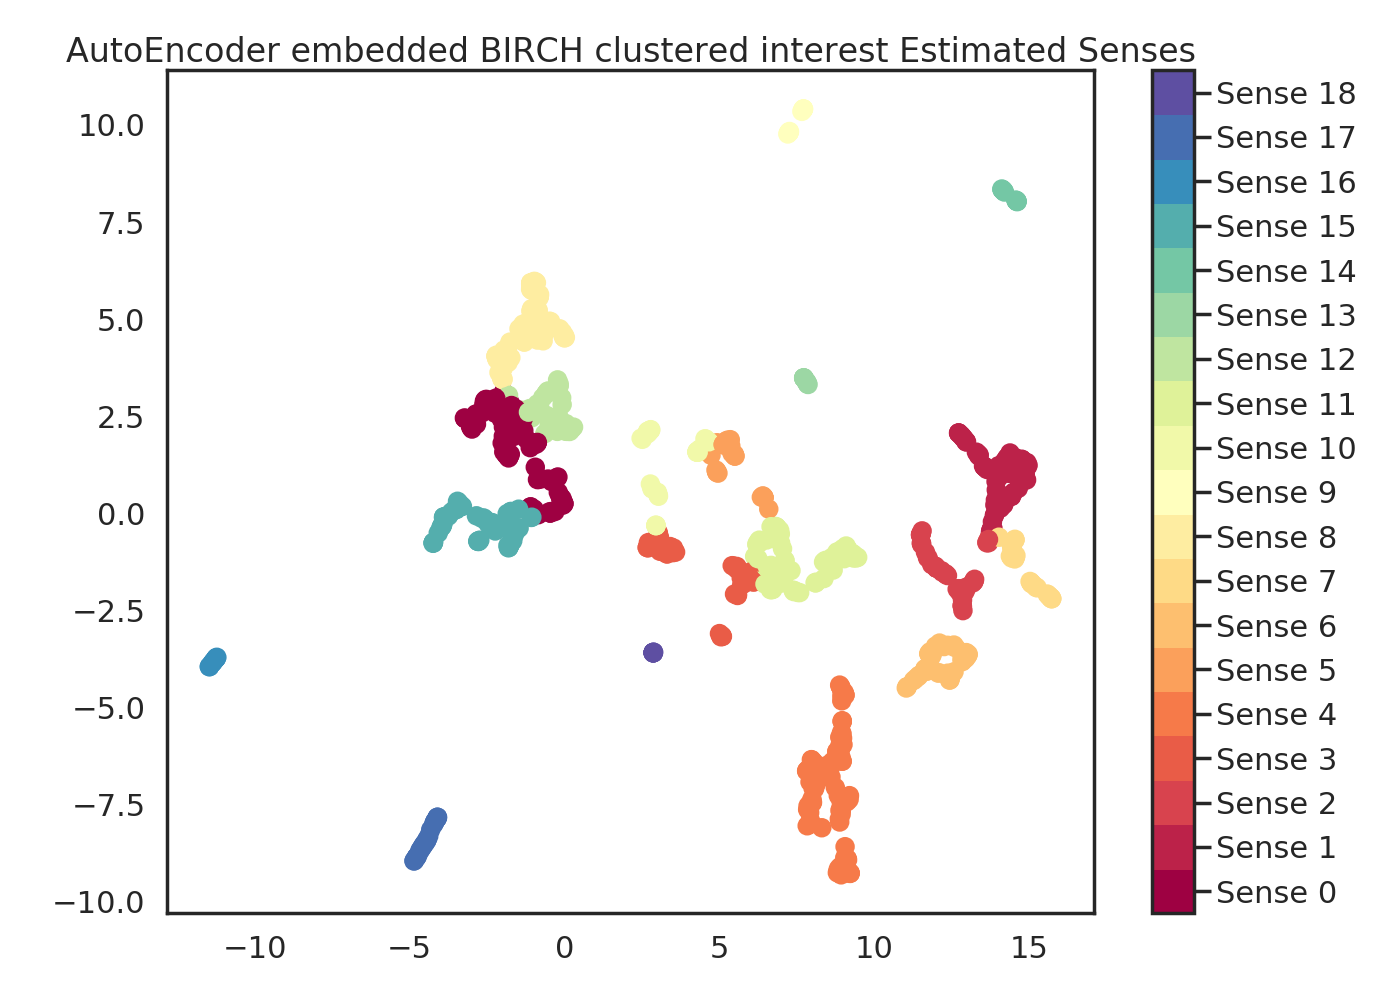 AutoEncoder embedded BIRCH clustered interest Estimated Senses
10.0
7.5
5.0
2.5
0.0
−2.5
−5.0
−7.5
−10.0
−10
−5
0
5
10
15
Sense 18
Sense 17
Sense 16
Sense 15
Sense 14
Sense 13
Sense 12
Sense 11
Sense 10
Sense 9
Sense 8
Sense 7
Sense 6
Sense 5
Sense 4
Sense 3
Sense 2
Sense 1
Sense 0